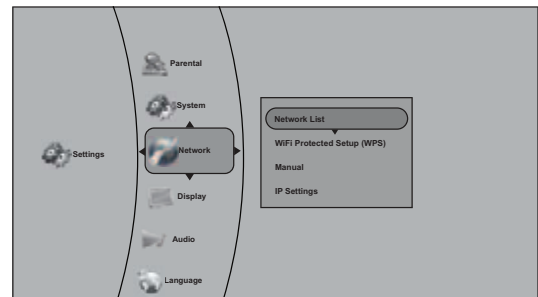 Settings
Parental
System
Network
Display
Audio
Language
Network List
WiFi Protected Setup (WPS)
Manual
IP Settings